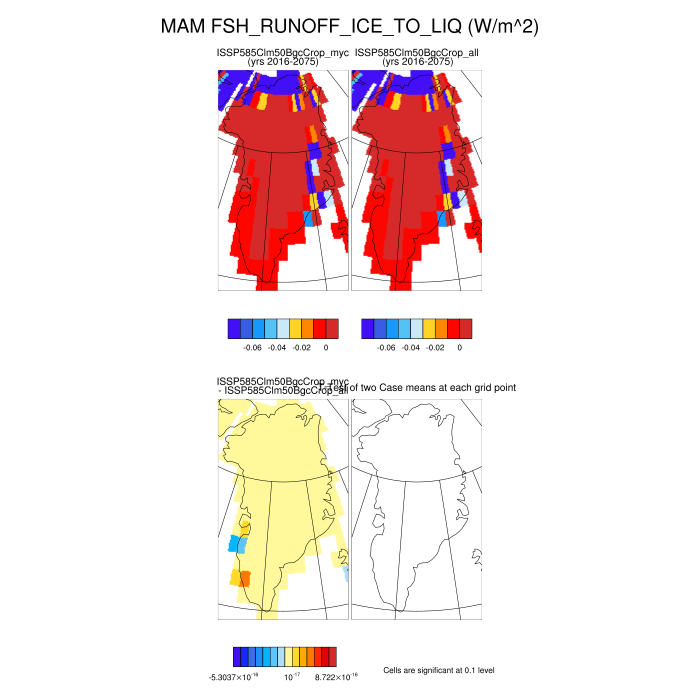 MAM FSH_RUNOFF_ICE_TO_LIQ (W/m^2)
ISSP585Clm50BgcCrop_myc
(yrs 2016-2075)
ISSP585Clm50BgcCrop_all
(yrs 2016-2075)
-0.06 -0.04 -0.02 0
-0.06 -0.04 -0.02 0
ISSP585Clm50BgcCrop_myc
- ISSP585Clm50BgcCrop_all
T-Test of two Case means at each grid point
-5.3037×10⁻¹⁶ 10⁻¹⁷ 8.722×10⁻¹⁶
Cells are significant at 0.1 level